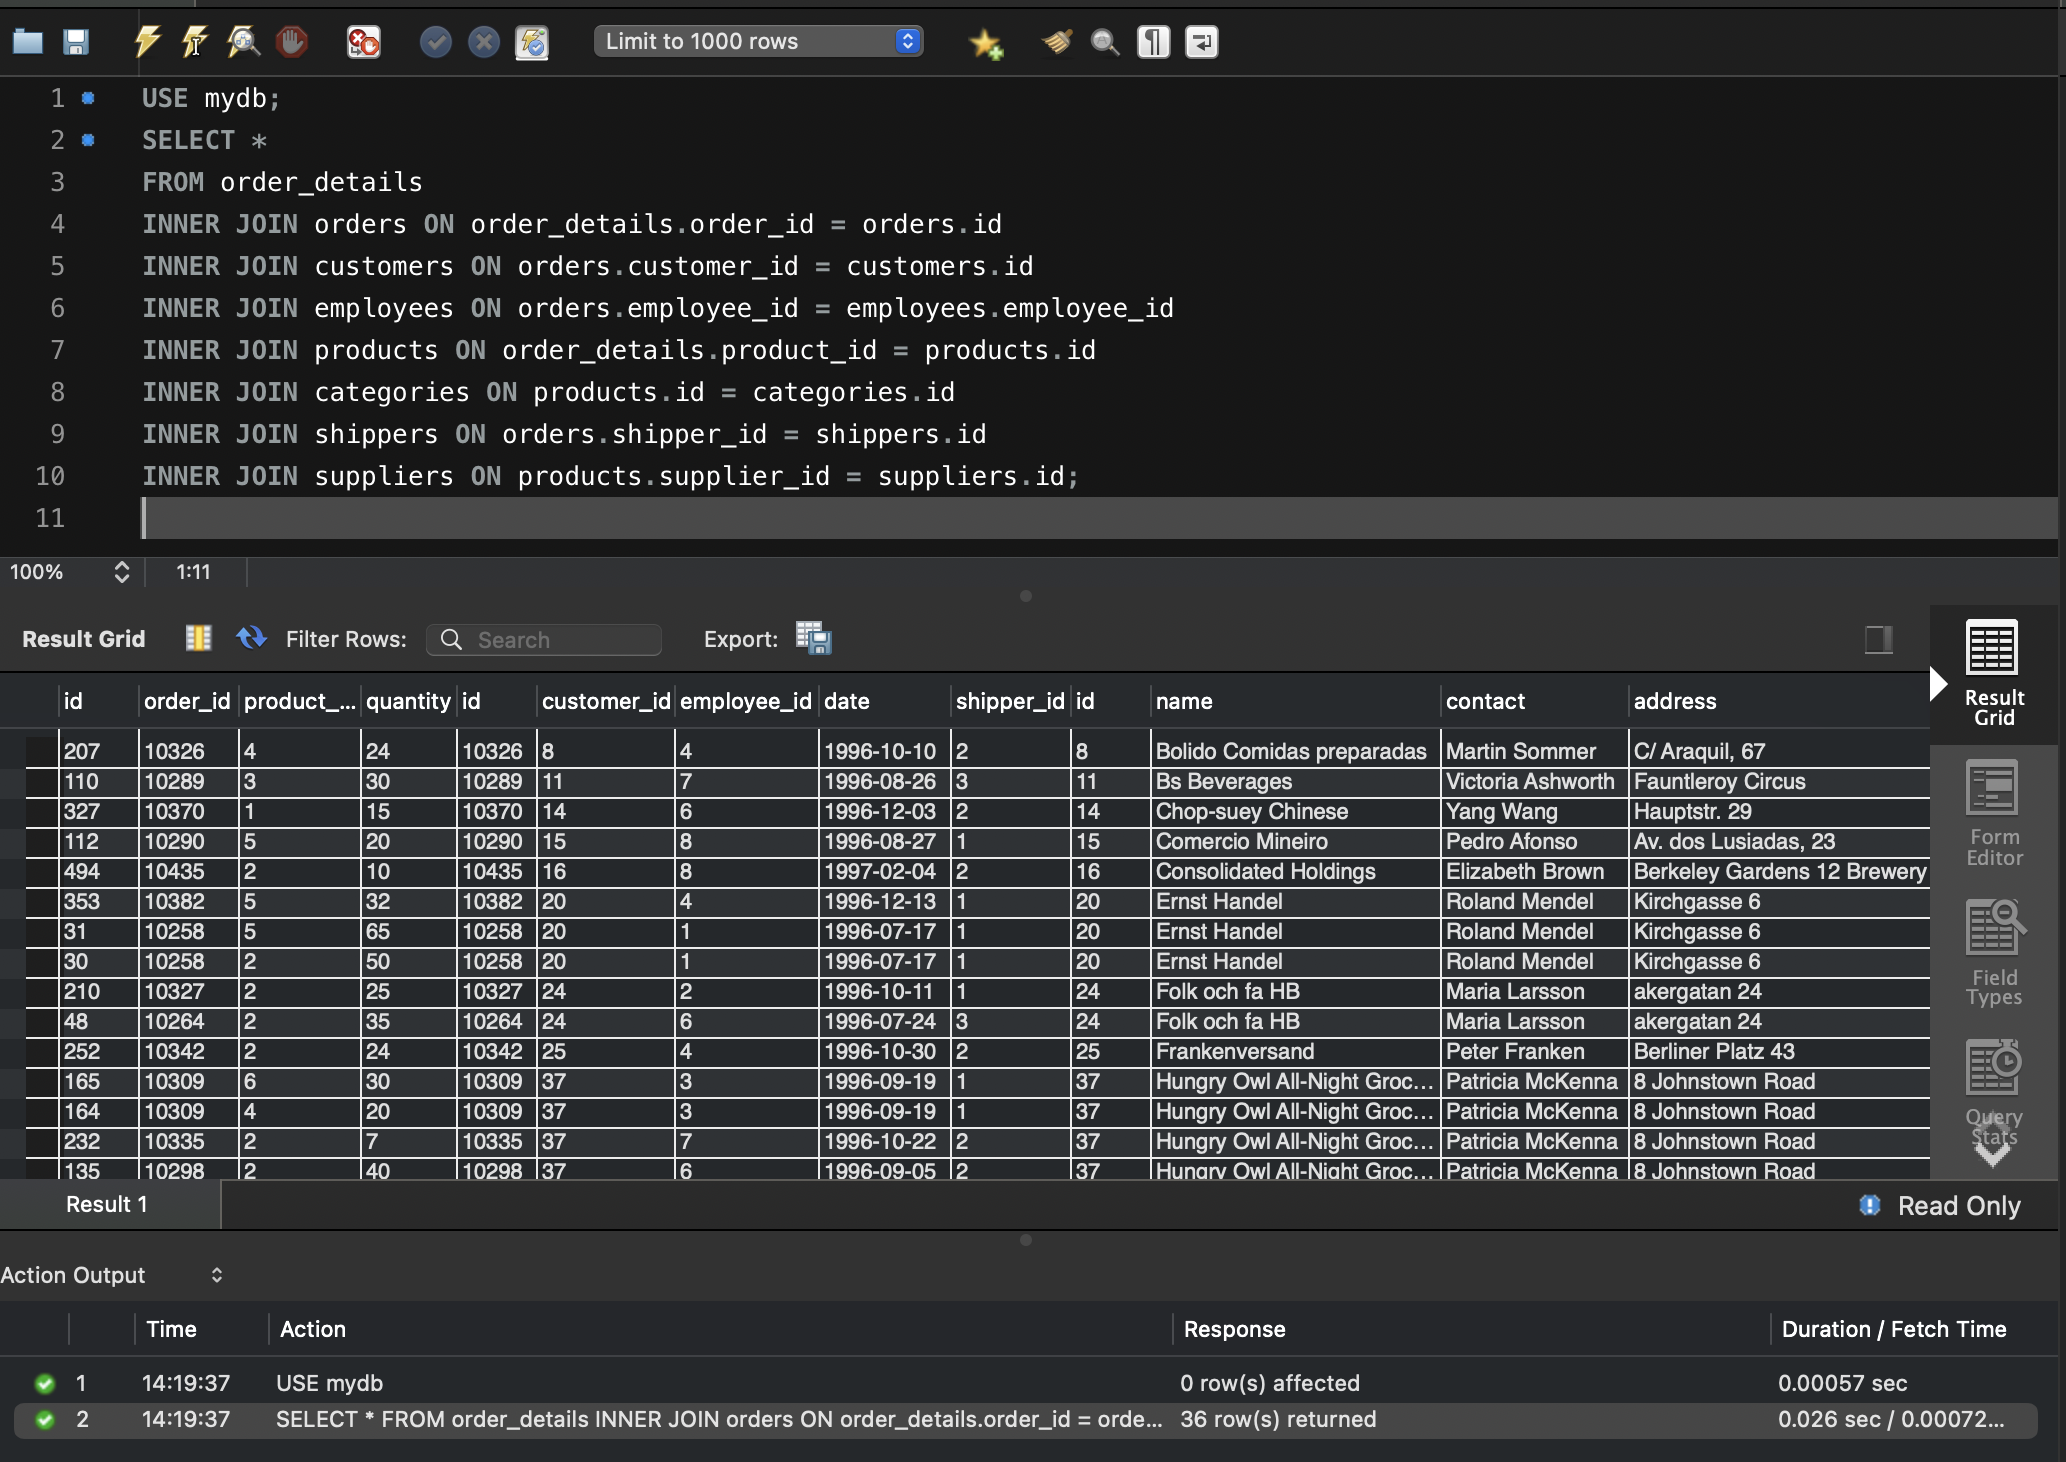 Limit to 1000 rows
1 USE mydb;
2 SELECT *
3 FROM order_details
4 INNER JOIN orders ON order_details.order_id = orders.id
5 INNER JOIN customers ON orders.customer_id = customers.id
6 INNER JOIN employees ON orders.employee_id = employees.employee_id
7 INNER JOIN products ON order_details.product_id = products.id
8 INNER JOIN categories ON products.id = categories.id
9 INNER JOIN shippers ON orders.shipper_id = shippers.id
10 INNER JOIN suppliers ON products.supplier_id = suppliers.id;
11
100% 1:11
Result Grid Filter Rows: Search Export:
id order_id product_... quantity id customer_id employee_id date shipper_id id name contact address
207 10326 4 24 10326 8 4 1996-10-10 2 8 Bolido Comidas preparadas Martin Sommer C/ Araquil, 67
110 10289 3 30 10289 11 7 1996-08-26 3 11 Bs Beverages Victoria Ashworth Fauntleroy Circus
327 10370 1 15 10370 14 6 1996-12-03 2 14 Chop-suey Chinese Yang Wang Hauptstr. 29
112 10290 5 20 10290 15 8 1996-08-27 1 15 Comercio Mineiro Pedro Afonso Av. dos Lusiadas, 23
494 10435 2 10 10435 16 8 1997-02-04 2 16 Consolidated Holdings Elizabeth Brown Berkeley Gardens 12 Brewery
353 10382 5 32 10382 20 4 1996-12-13 1 20 Ernst Handel Roland Mendel Kirchgasse 6
31 10258 5 65 10258 20 1 1996-07-17 1 20 Ernst Handel Roland Mendel Kirchgasse 6
30 10258 2 50 10258 20 1 1996-07-17 1 20 Ernst Handel Roland Mendel Kirchgasse 6
210 10327 2 25 10327 24 2 1996-10-11 1 24 Folk och fa HB Maria Larsson akergatan 24
48 10264 2 35 10264 24 6 1996-07-24 3 24 Folk och fa HB Maria Larsson akergatan 24
252 10342 2 24 10342 25 4 1996-10-30 2 25 Frankenversand Peter Franken Berliner Platz 43
165 10309 6 30 10309 37 3 1996-09-19 1 37 Hungry Owl All-Night Groc... Patricia McKenna 8 Johnstown Road
164 10309 4 20 10309 37 3 1996-09-19 1 37 Hungry Owl All-Night Groc... Patricia McKenna 8 Johnstown Road
232 10335 2 7 10335 37 7 1996-10-22 2 37 Hungry Owl All-Night Groc... Patricia McKenna 8 Johnstown Road
135 10298 2 40 10298 37 6 1996-09-05 2 37 Hungry Owl All-Night Groc... Patricia McKenna 8 Johnstown Road
Result
Grid
Form
Editor
Field
Types
Query
Stats
Result 1 Read Only
Action Output
Time Action Response Duration / Fetch Time
1 14:19:37 USE mydb 0 row(s) affected 0.00057 sec
2 14:19:37 SELECT * FROM order_details INNER JOIN orders ON order_details.order_id = orde... 36 row(s) returned 0.026 sec / 0.00072...